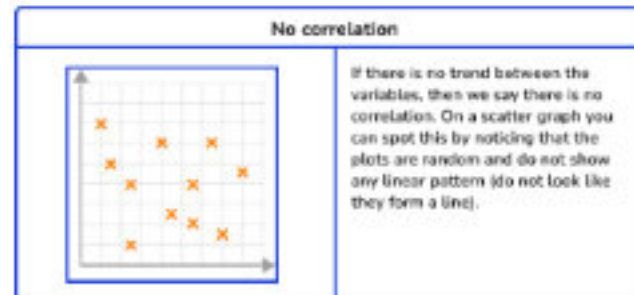 No correlation
If there is no trend between the
variables, then we say there is no
correlation. On a scatter graph you
can spot this by noticing that the
plots are random and do not show
any linear pattern (do not look like
they form a line).